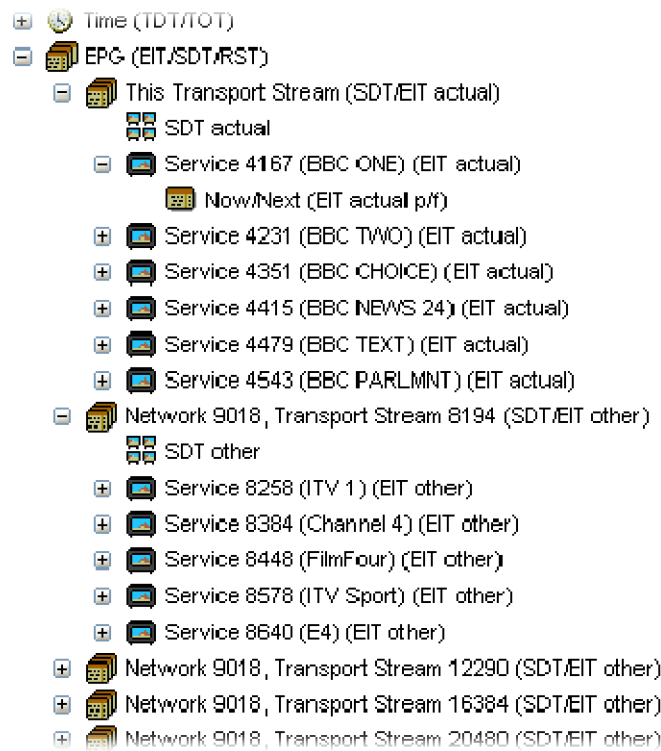 Time (TDT/TOT)
EPG (EIT/SDT/RST)
This Transport Stream (SDT/EIT actual)
SDT actual
Service 4167 (BBC ONE) (EIT actual)
Now/Next (EIT actual p/f)
Service 4231 (BBC TWO) (EIT actual)
Service 4351 (BBC CHOICE) (EIT actual)
Service 4415 (BBC NEWS 24) (EIT actual)
Service 4479 (BBC TEXT) (EIT actual)
Service 4543 (BBC PARLMNT) (EIT actual)
Network 9018, Transport Stream 8194 (SDT/EIT other)
SDT other
Service 8258 (ITV 1) (EIT other)
Service 8384 (Channel 4) (EIT other)
Service 8448 (FilmFour) (EIT other)
Service 8578 (ITV Sport) (EIT other)
Service 8640 (E4) (EIT other)
Network 9018, Transport Stream 12290 (SDT/EIT other)
Network 9018, Transport Stream 16384 (SDT/EIT other)
Network 9018, Transport Stream 20480 (SDT/EIT other)